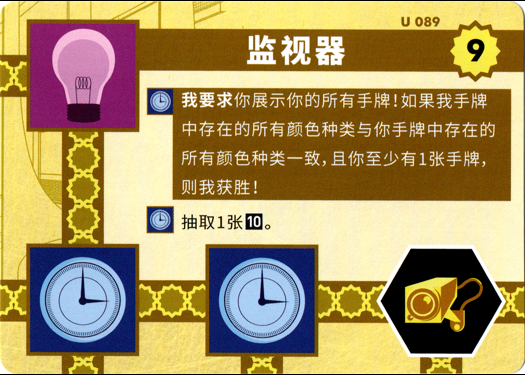 U 089
监视器
9
我要求你展示你的所有手牌！如果我手牌
中存在的所有颜色种类与你手牌中存在的
所有颜色种类一致，且你至少有1张手牌，
则我获胜！
抽取1张10。